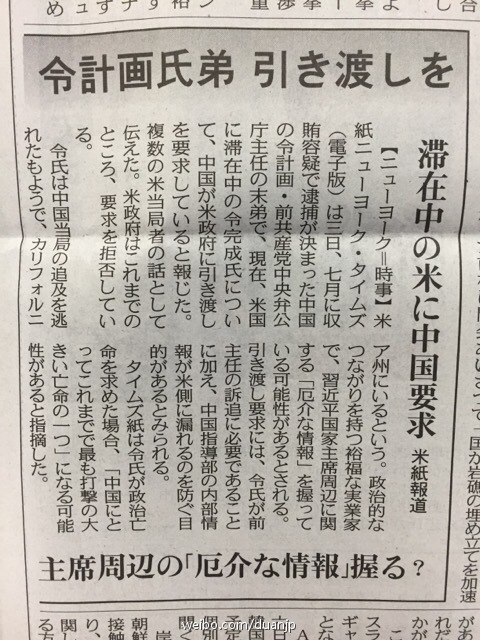 令計画氏弟 引き渡しを
滞在中の米に中国要求
米紙報道
【ニューヨーク＝時事】米
紙ニューヨーク・タイムズ
（電子版）は三日、七月に収
賄容疑で逮捕が決まった中国
の令計画・前共産党中央弁公
庁主任の末弟で、現在、米国
に滞在中の令完成氏につい
て、中国が米政府に引き渡し
を要求していると報じた。
複数の米当局者の話として
伝えた。米政府はこれまでの
ところ、要求を拒否してい
る。
令氏は中国当局の追及を逃
れたもようで、カリフォルニ
ア州にいるという。政治的な
つながりを持つ裕福な実業家
で、習近平国家主席周辺に関
する「厄介な情報」を握って
いる可能性があるとされる。
引き渡し要求には、令氏が前
主任の訴追に必要であること
に加え、中国指導部の内部情
報が米側に漏れるのを防ぐ目
的があるとみられる。
タイムズ紙は令氏が政治亡
命を求めた場合、「中国にと
ってこれまでで最も打撃の大
きい亡命の一つ」になる可能
性があると指摘した。
主席周辺の「厄介な情報」握る？
国が岩礁の埋め立てを加速
weibo.com/duanjp